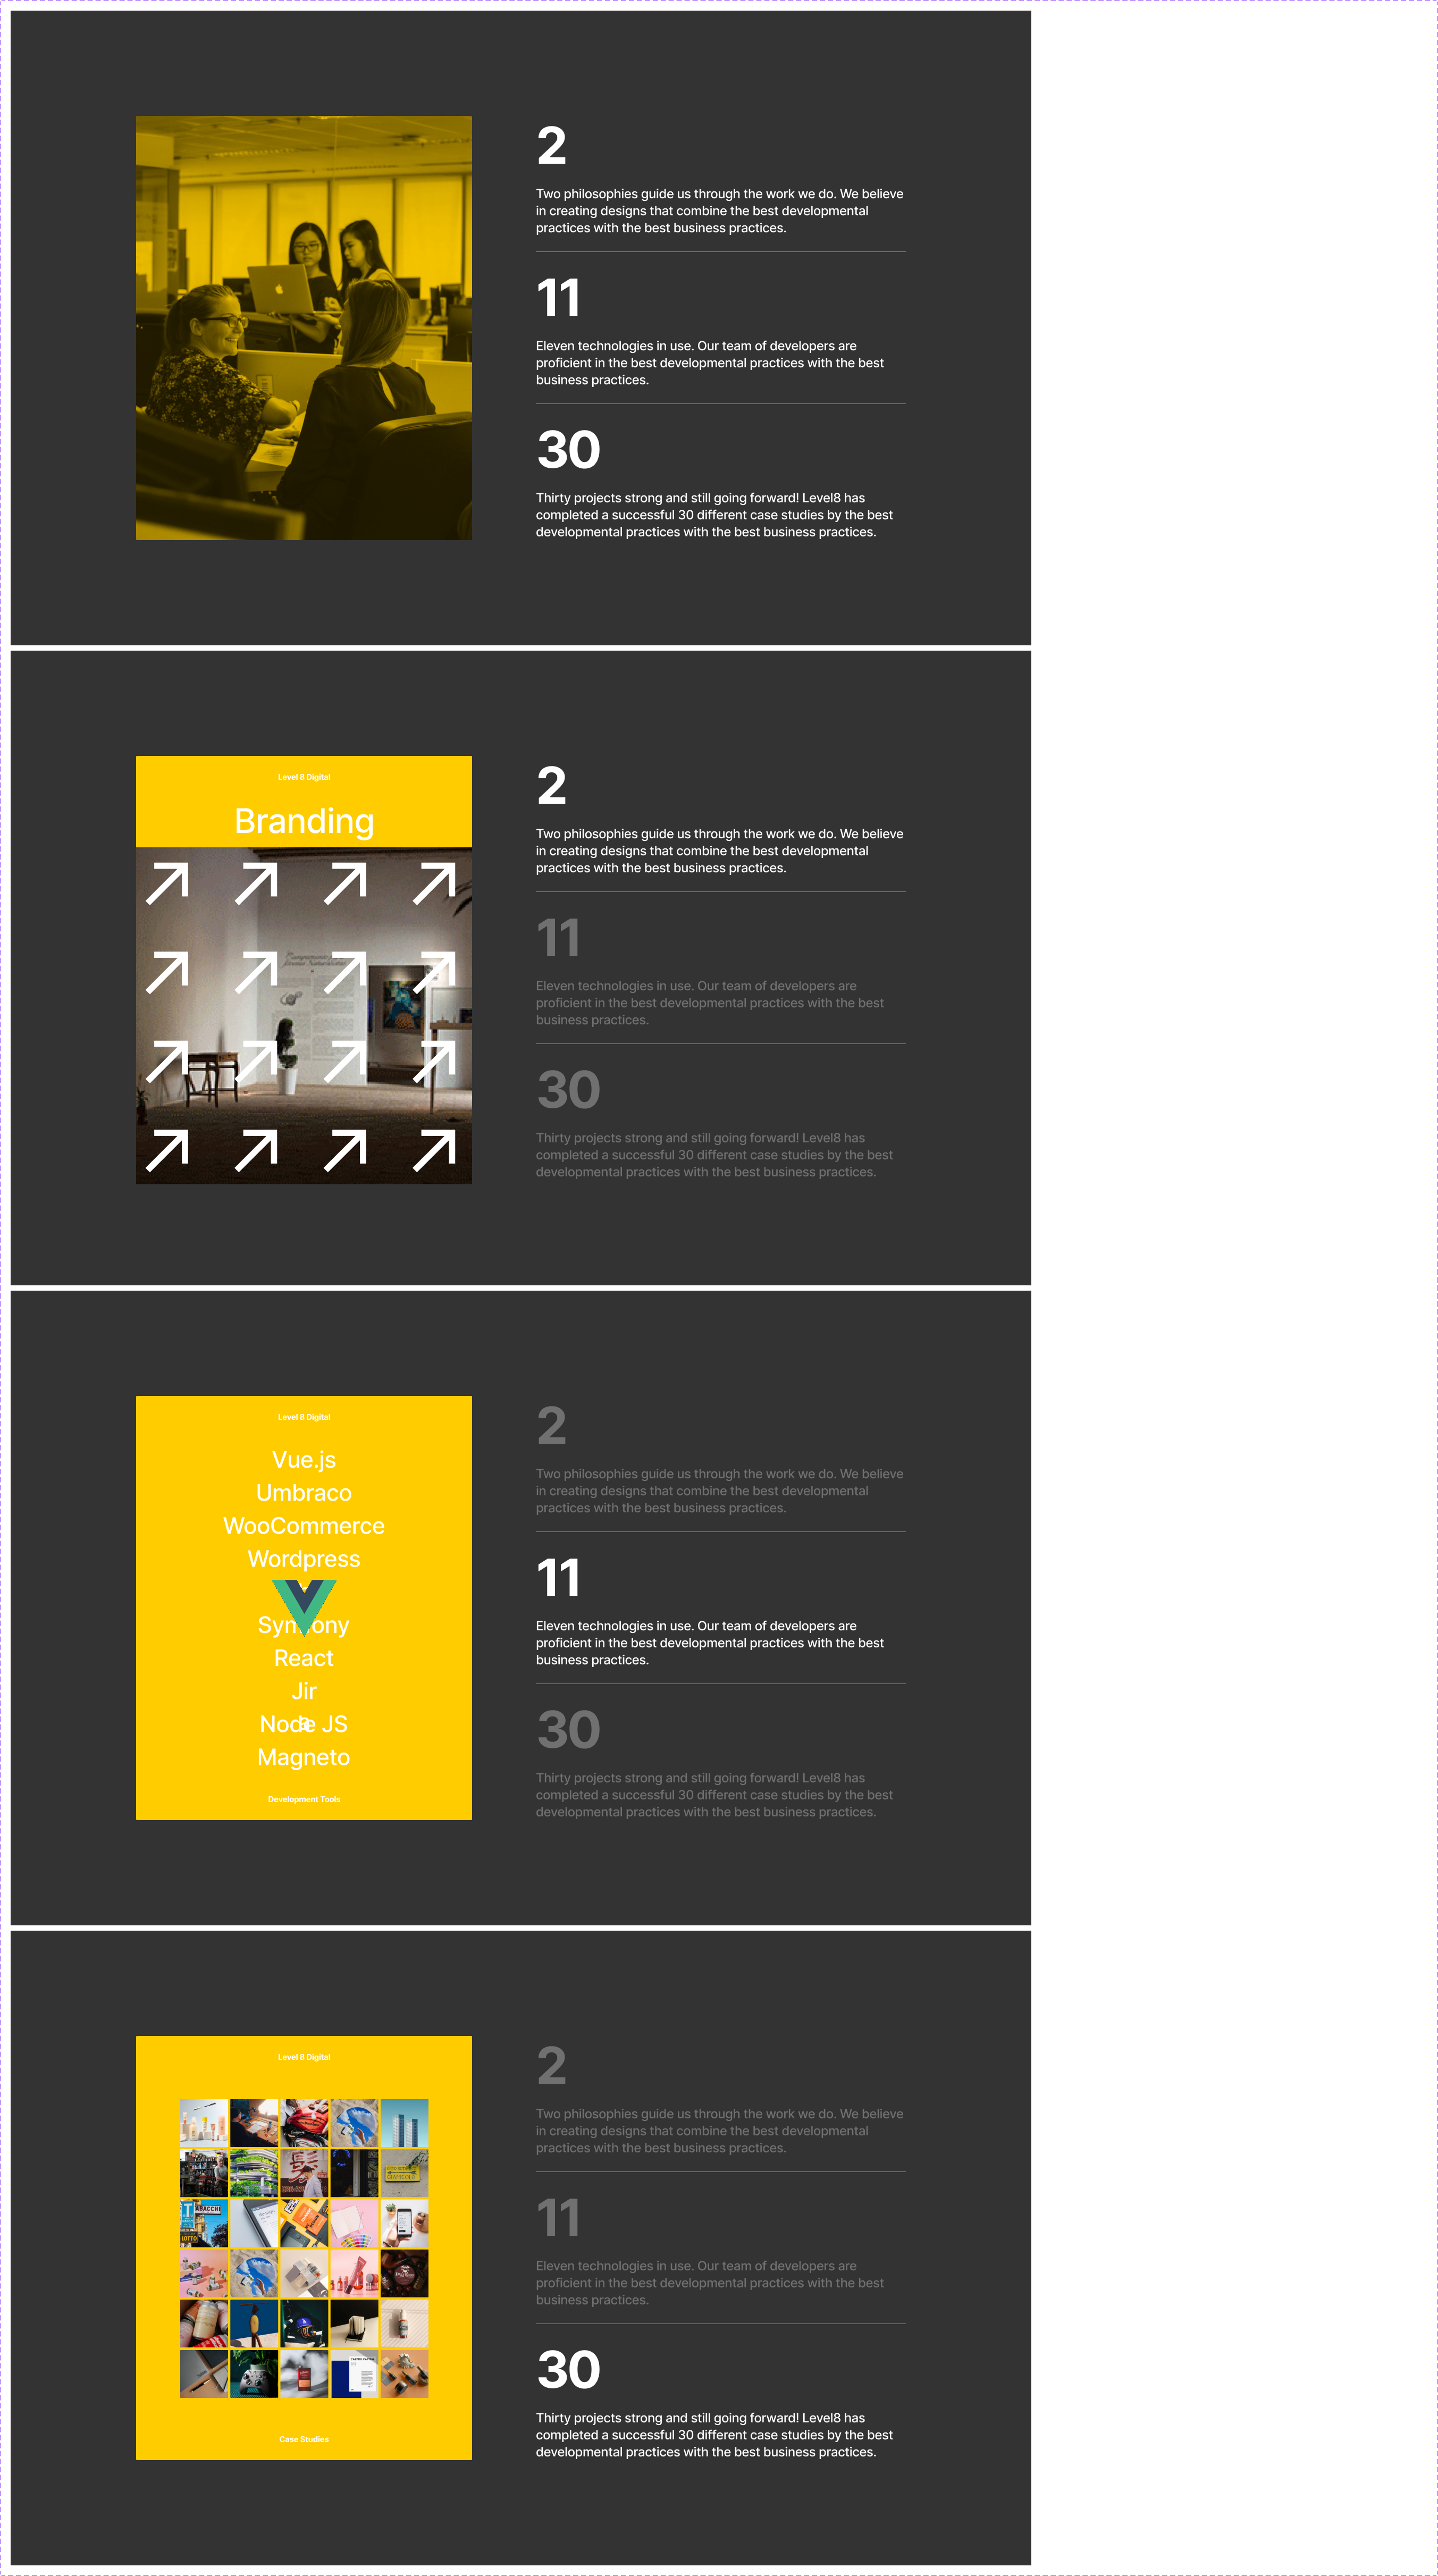 2
Two philosophies guide us through the work we do. We believe
in creating designs that combine the best developmental
practices with the best business practices.
11
Eleven technologies in use. Our team of developers are
proficient in the best developmental practices with the best
business practices.
30
Thirty projects strong and still going forward! Level8 has
completed a successful 30 different case studies by the best
developmental practices with the best business practices.
Level 8 Digital
Branding
2
Two philosophies guide us through the work we do. We believe
in creating designs that combine the best developmental
practices with the best business practices.
11
Eleven technologies in use. Our team of developers are
proficient in the best developmental practices with the best
business practices.
30
Thirty projects strong and still going forward! Level8 has
completed a successful 30 different case studies by the best
developmental practices with the best business practices.
Level 8 Digital
Vue.js
Umbraco
WooCommerce
Wordpress
React
Jir
a
Node JS
Magneto
Development Tools
2
Two philosophies guide us through the work we do. We believe
in creating designs that combine the best developmental
practices with the best business practices.
11
Eleven technologies in use. Our team of developers are
proficient in the best developmental practices with the best
business practices.
30
Thirty projects strong and still going forward! Level8 has
completed a successful 30 different case studies by the best
developmental practices with the best business practices.
Level 8 Digital
Case Studies
2
Two philosophies guide us through the work we do. We believe
in creating designs that combine the best developmental
practices with the best business practices.
11
Eleven technologies in use. Our team of developers are
proficient in the best developmental practices with the best
business practices.
30
Thirty projects strong and still going forward! Level8 has
completed a successful 30 different case studies by the best
developmental practices with the best business practices.